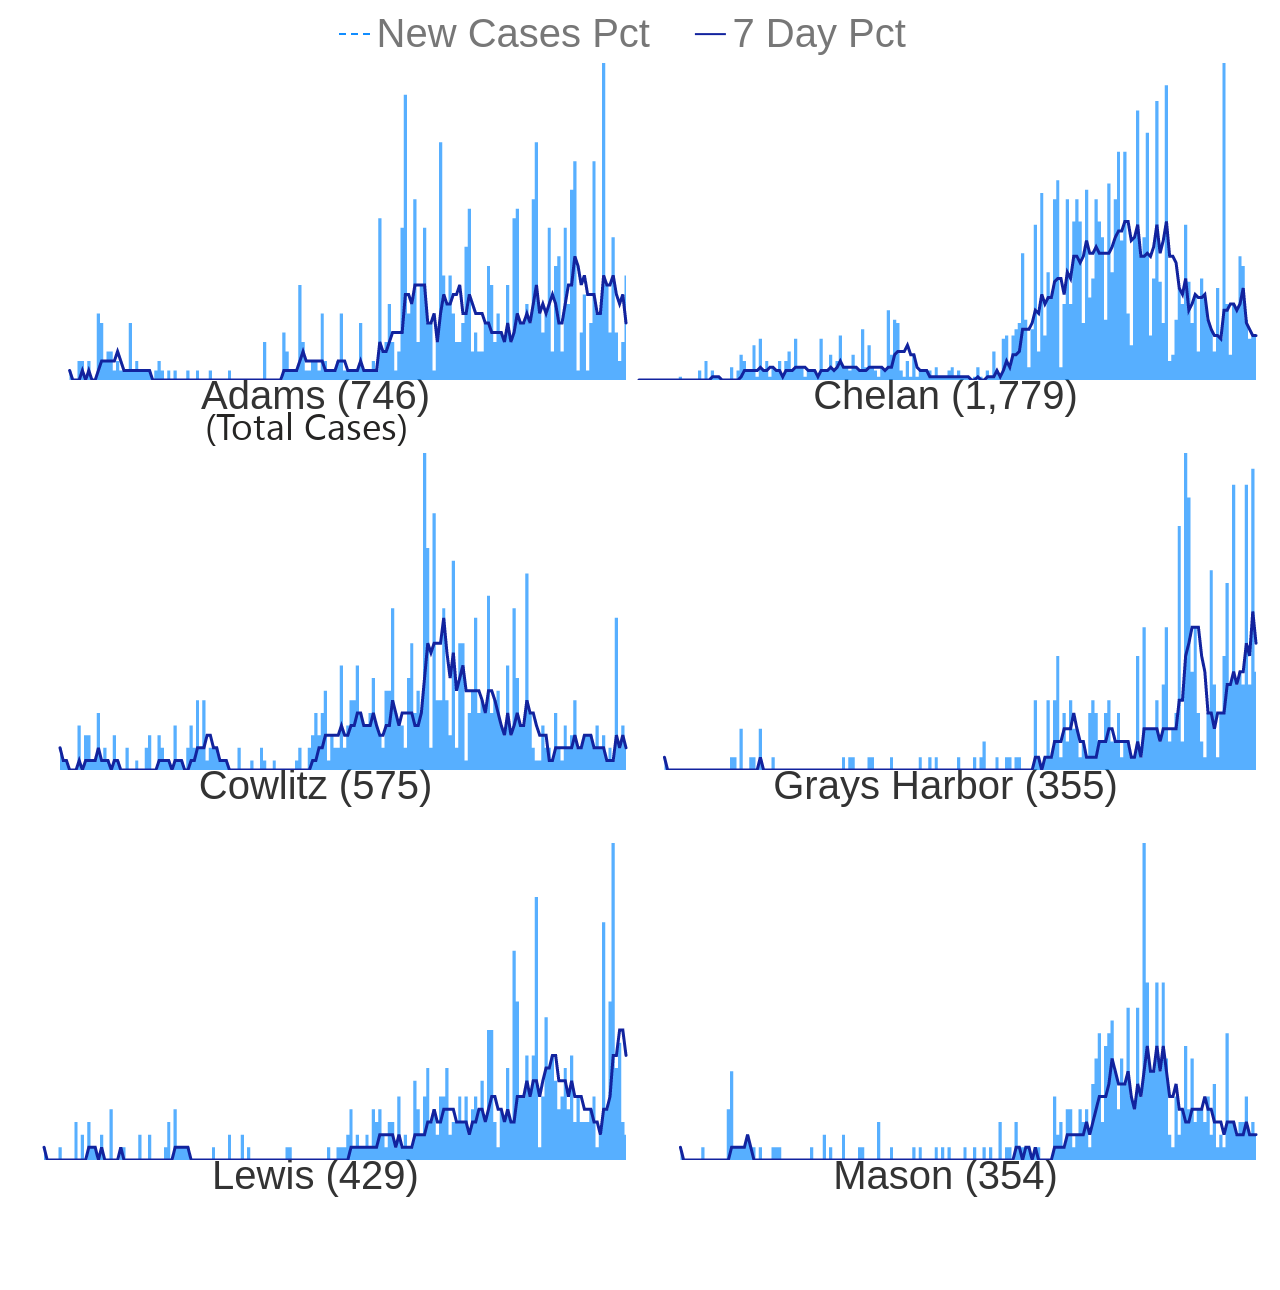 New Cases Pct 7 Day Pct
Adams (746) Chelan (1,779)
(Total Cases)
Cowlitz (575) Grays Harbor (355)
Lewis (429) Mason (354)